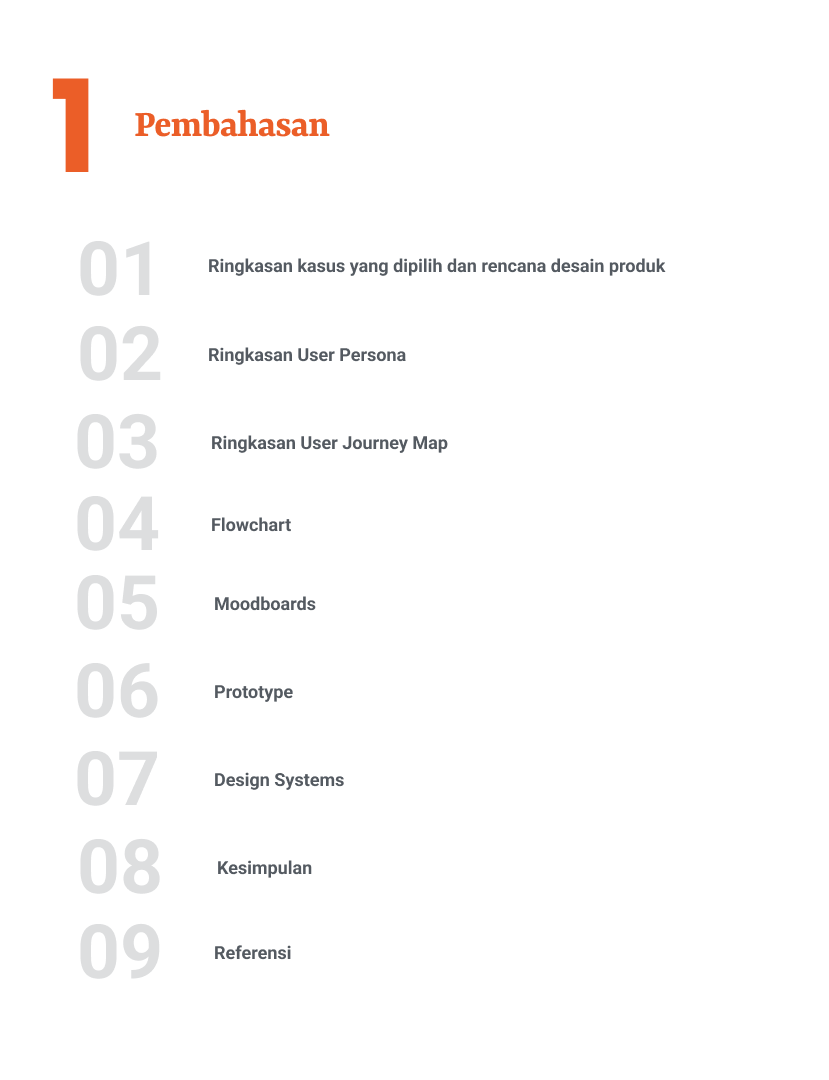 1
Pembahasan
01
Ringkasan kasus yang dipilih dan rencana desain produk
02
Ringkasan User Persona
03
Ringkasan User Journey Map
04
Flowchart
05
Moodboards
06
Prototype
07
Design Systems
08
Kesimpulan
09
Referensi